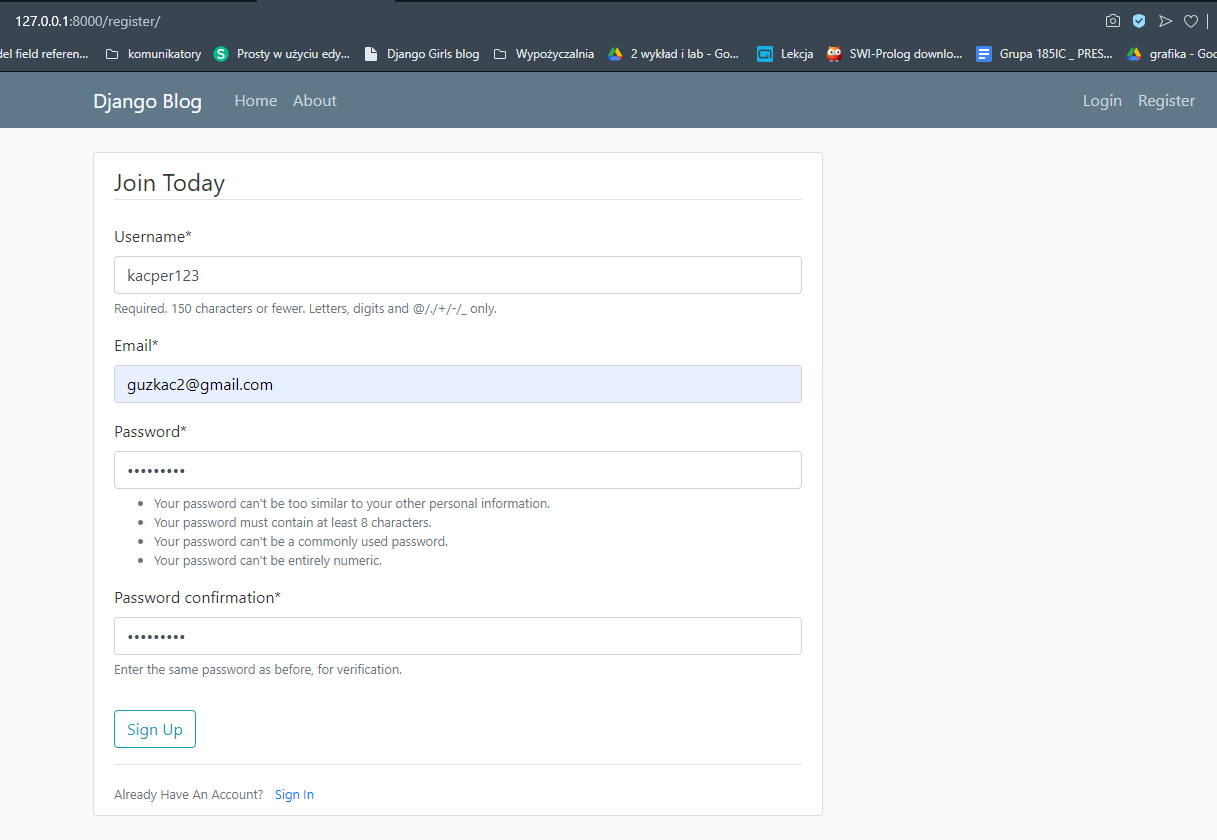 127.0.0.1:8000/register/
del field referen... komunikatory Prosty w użyciu edy... Django Girls blog Wypożyczalnia 2 wykład i lab - Go... Lekcja SWI-Prolog downlo... Grupa 185IC _ PRES... grafika - Goo
Django Blog Home About Login Register
Join Today
Username*
kacper123
Required. 150 characters or fewer. Letters, digits and @/./+/-/_ only.
Email*
guzkac2@gmail.com
Password*
•••••••••
• Your password can't be too similar to your other personal information.
• Your password must contain at least 8 characters.
• Your password can't be a commonly used password.
• Your password can't be entirely numeric.
Password confirmation*
•••••••••
Enter the same password as before, for verification.
Sign Up
Already Have An Account? Sign In